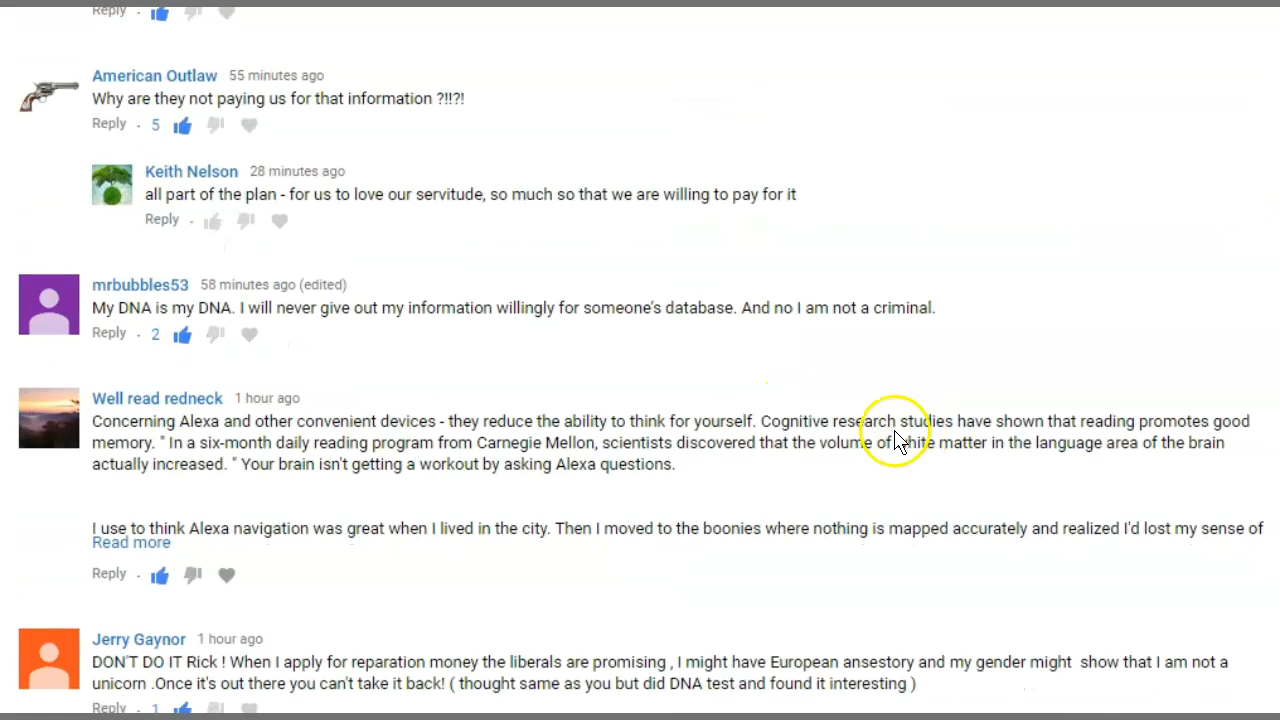 Reply .
American Outlaw 55 minutes ago
Why are they not paying us for that information ?!!?!
Reply . 5
Keith Nelson 28 minutes ago
all part of the plan - for us to love our servitude, so much so that we are willing to pay for it
Reply .
mrbubbles53 58 minutes ago (edited)
My DNA is my DNA. I will never give out my information willingly for someone's database. And no I am not a criminal.
Reply . 2
Well read redneck 1 hour ago
Concerning Alexa and other convenient devices - they reduce the ability to think for yourself. Cognitive research studies have shown that reading promotes good
memory. " In a six-month daily reading program from Carnegie Mellon, scientists discovered that the volume of white matter in the language area of the brain
actually increased. " Your brain isn't getting a workout by asking Alexa questions.
I use to think Alexa navigation was great when I lived in the city. Then I moved to the boonies where nothing is mapped accurately and realized I'd lost my sense of
Read more
Reply .
Jerry Gaynor 1 hour ago
DON'T DO IT Rick ! When I apply for reparation money the liberals are promising , I might have European ansestory and my gender might show that I am not a
unicorn .Once it's out there you can't take it back! ( thought same as you but did DNA test and found it interesting )
Reply . 1